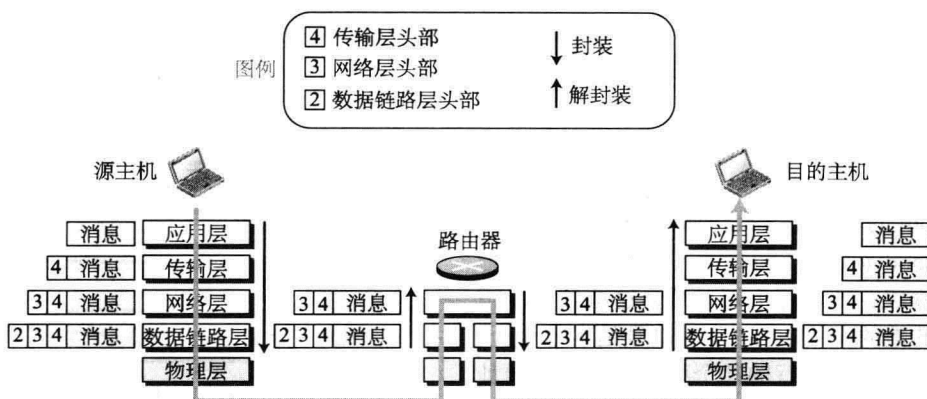 图例
4 传输层头部
3 网络层头部
2 数据链路层头部
封装
解封装
源主机
目的主机
路由器
消息 应用层 应用层 消息
4 消息 传输层 传输层 4 消息
3 4 消息 网络层 3 4 消息 3 4 消息 网络层 3 4 消息
2 3 4 消息 数据链路层 2 3 4 消息 2 3 4 消息 数据链路层 2 3 4 消息
物理层 物理层